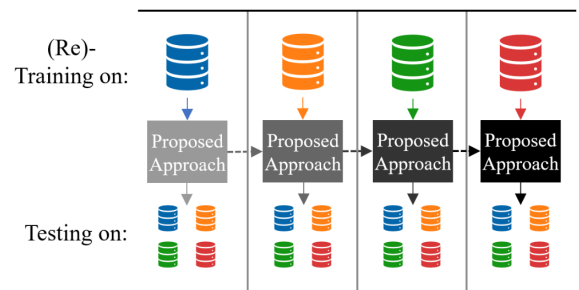 (Re)-
Training on:
Proposed
Approach
Proposed
Approach
Proposed
Approach
Proposed
Approach
Testing on: